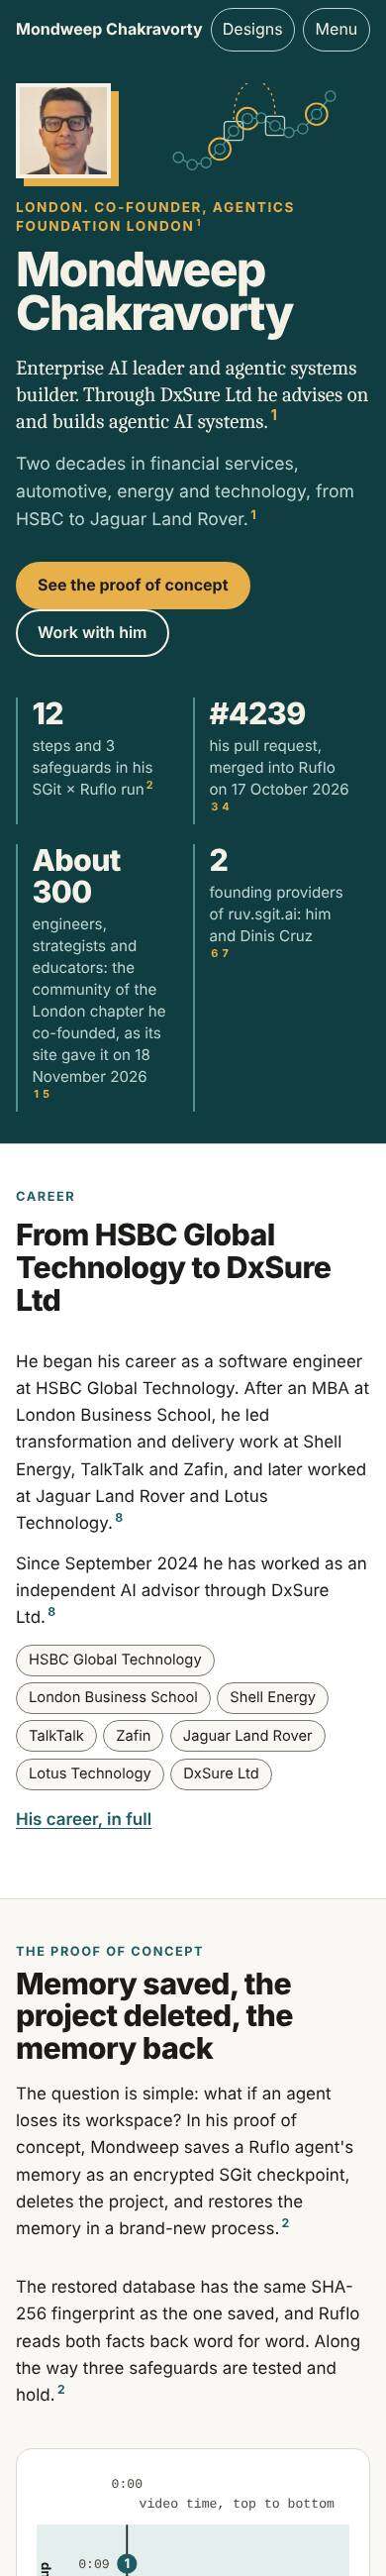 Mondweep Chakravorty
Designs
Menu
LONDON. CO-FOUNDER, AGENTICS
FOUNDATION LONDON 1
Mondweep
Chakravorty
Enterprise AI leader and agentic systems
builder. Through DxSure Ltd he advises on
and builds agentic AI systems. 1
Two decades in financial services,
automotive, energy and technology, from
HSBC to Jaguar Land Rover. 1
See the proof of concept
Work with him
12
steps and 3
safeguards in his
SGit × Ruflo run 2
#4239
his pull request,
merged into Ruflo
on 17 October 2026
3 4
About
300
engineers,
strategists and
educators: the
community of the
London chapter he
co-founded, as its
site gave it on 18
November 2026
1 5
2
founding providers
of ruv.sgit.ai: him
and Dinis Cruz
6 7
CAREER
From HSBC Global
Technology to DxSure
Ltd
He began his career as a software engineer
at HSBC Global Technology. After an MBA at
London Business School, he led
transformation and delivery work at Shell
Energy, TalkTalk and Zafin, and later worked
at Jaguar Land Rover and Lotus
Technology. 8
Since September 2024 he has worked as an
independent AI advisor through DxSure
Ltd. 8
HSBC Global Technology
London Business School
Shell Energy
TalkTalk
Zafin
Jaguar Land Rover
Lotus Technology
DxSure Ltd
His career, in full
THE PROOF OF CONCEPT
Memory saved, the
project deleted, the
memory back
The question is simple: what if an agent
loses its workspace? In his proof of
concept, Mondweep saves a Ruflo agent's
memory as an encrypted SGit checkpoint,
deletes the project, and restores the
memory in a brand-new process. 2
The restored database has the same SHA-
256 fingerprint as the one saved, and Ruflo
reads both facts back word for word. Along
the way three safeguards are tested and
hold. 2
0:00
video time, top to bottom
0:09
1